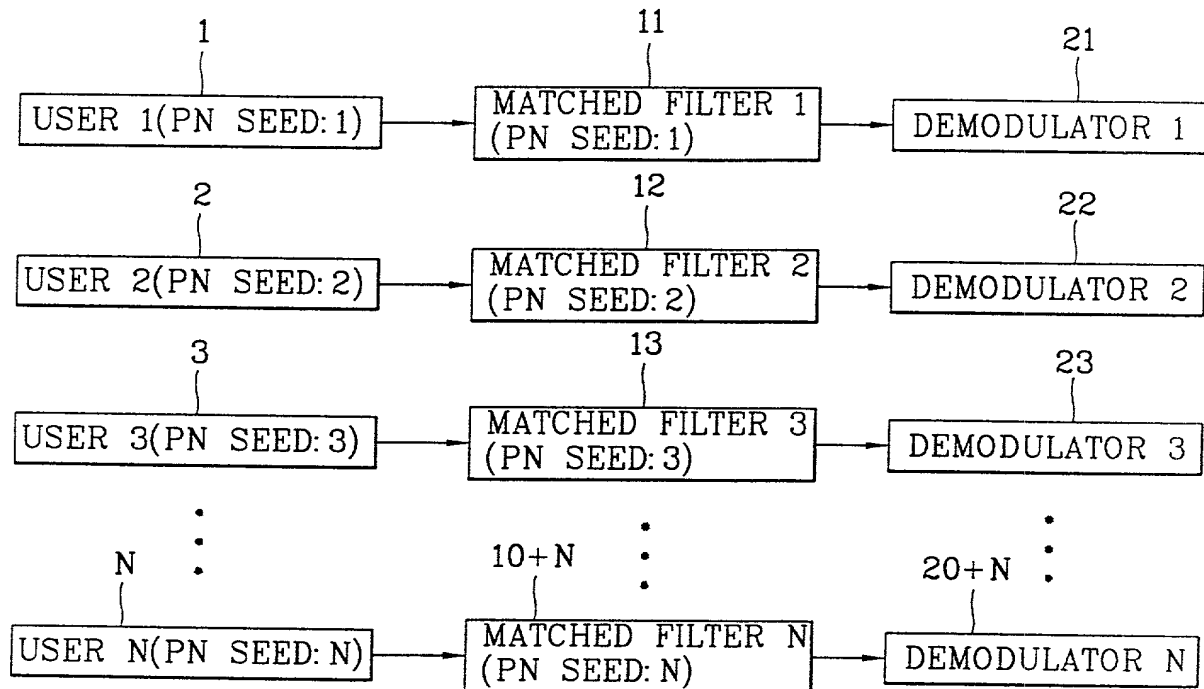 1
11
21
USER 1(PN SEED:1)
MATCHED FILTER 1
(PN SEED:1)
DEMODULATOR 1
2
12
22
USER 2(PN SEED:2)
MATCHED FILTER 2
(PN SEED:2)
DEMODULATOR 2
3
13
23
USER 3(PN SEED:3)
MATCHED FILTER 3
(PN SEED:3)
DEMODULATOR 3
N
10+N
20+N
USER N(PN SEED:N)
MATCHED FILTER N
(PN SEED:N)
DEMODULATOR N